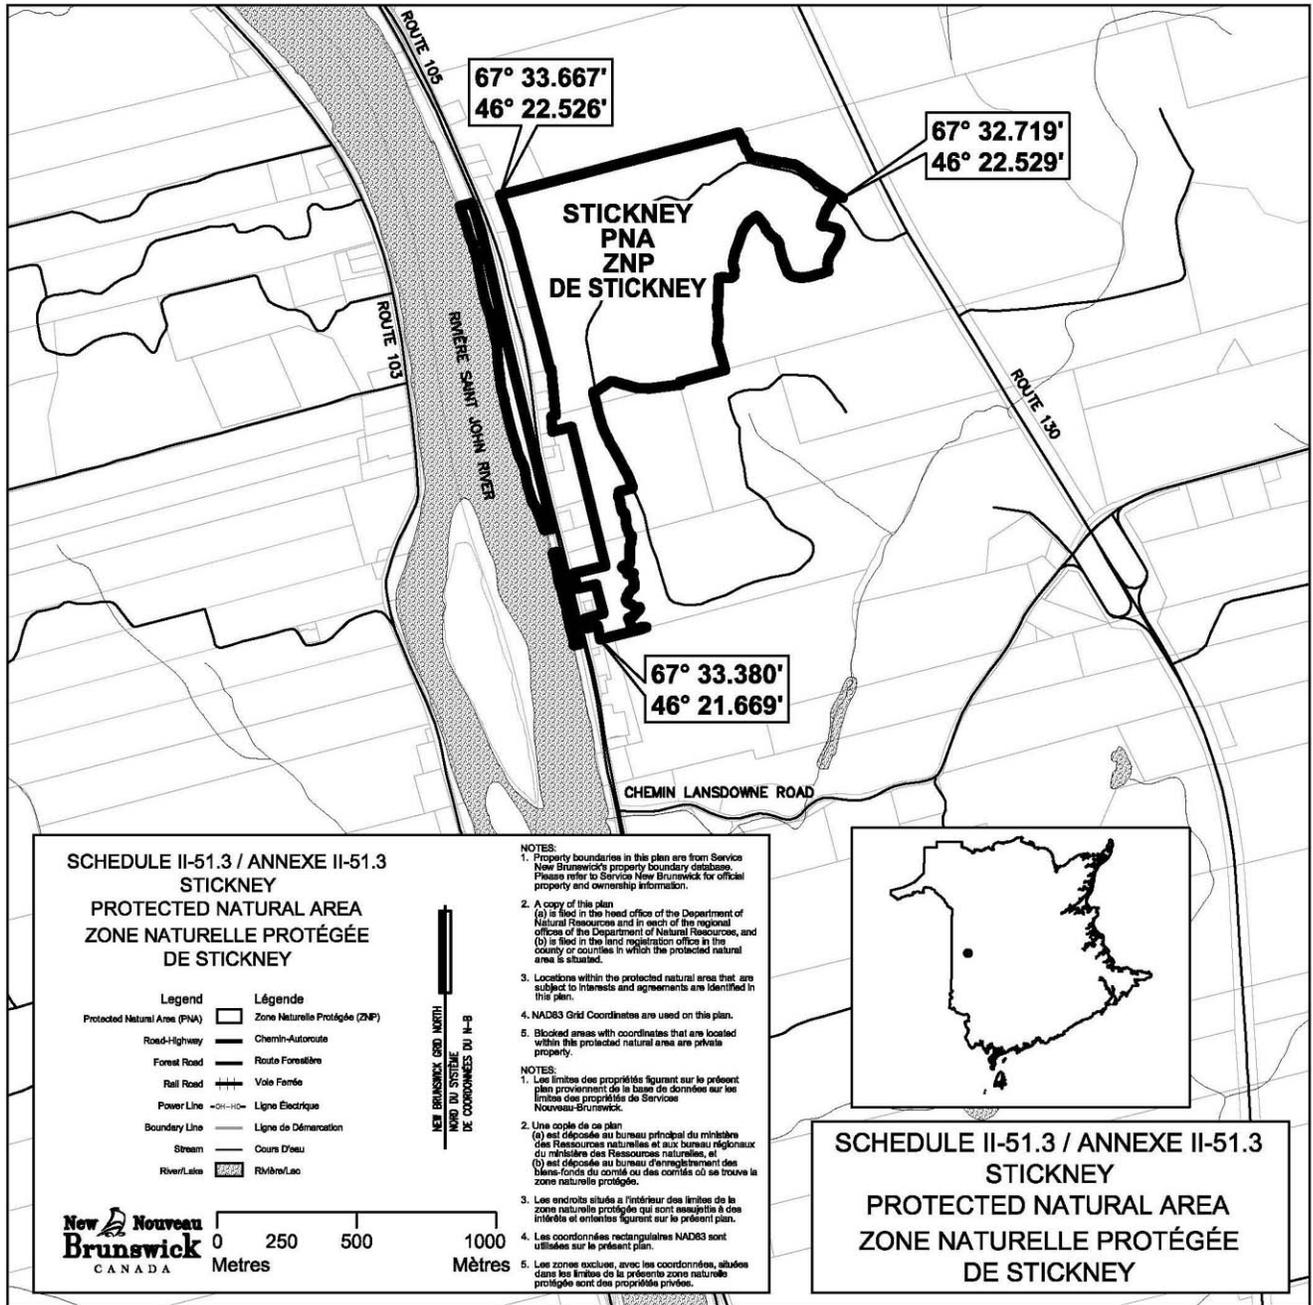 ROUTE 105
67° 33.667'
46° 22.526'
67° 32.719'
46° 22.529'
STICKNEY
PNA
ZNP
DE STICKNEY
ROUTE 103
RIVIÈRE SAINT JOHN RIVER
ROUTE 130
67° 33.380'
46° 21.669'
CHEMIN LANSDOWNE ROAD
SCHEDULE II-51.3 / ANNEXE II-51.3
STICKNEY
PROTECTED NATURAL AREA
ZONE NATURELLE PROTÉGÉE
DE STICKNEY
Legend Légende
Protected Natural Area (PNA) Zone Naturelle Protégée (ZNP)
Road-Highway Chemin-Autoroute
Forest Road Route Forestière
Rail Road Voie Ferrée
Power Line -OH-HO- Ligne Électrique
Boundary Line Ligne de Démarcation
Stream Cours D'eau
River/Lake Rivière/Lac
NEW BRUNSWICK GRID NORTH
NORD DU SYSTÈME
DE COORDONNÉES DU N-B
New Nouveau
Brunswick
CANADA
0 250 500 1000
Metres Mètres
NOTES:
1. Property boundaries in this plan are from Service
New Brunswick's property boundary database.
Please refer to Service New Brunswick for official
property and ownership information.
2. A copy of this plan
(a) is filed in the head office of the Department of
Natural Resources and in each of the regional
offices of the Department of Natural Resources, and
(b) is filed in the land registration office in the
county or counties in which the protected natural
area is situated.
3. Locations within the protected natural area that are
subject to interests and agreements are identified in
this plan.
4. NAD83 Grid Coordinates are used on this plan.
5. Blocked areas with coordinates that are located
within this protected natural area are private
property.
NOTES:
1. Les limites des propriétés figurant sur le présent
plan proviennent de la base de données sur les
limites des propriétés de Services
Nouveau-Brunswick.
2. Une copie de ce plan
(a) est déposée au bureau principal du ministère
des Ressources naturelles et aux bureau régionaux
du ministère des Ressources naturelles, et
(b) est déposée au bureau d'enregistrement des
biens-fonds du comté ou des comtés où se trouve la
zone naturelle protégée.
3. Les endroits situés a l'intérieur des limites de la
zone naturelle protégée qui sont assujettis à des
intérêts et ententes figurent sur le présent plan.
4. Les coordonnées rectangulaires NAD83 sont
utilisées sur le présent plan.
5. Les zones exclues, avec les coordonnées, situées
dans les limites de la présente zone naturelle
protégée sont des propriétés privées.
SCHEDULE II-51.3 / ANNEXE II-51.3
STICKNEY
PROTECTED NATURAL AREA
ZONE NATURELLE PROTÉGÉE
DE STICKNEY